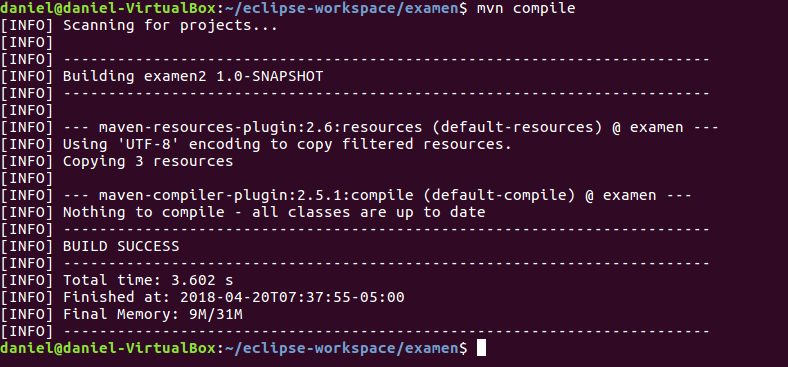 daniel@daniel-VirtualBox:~/eclipse-workspace/examen$ mvn compile
[INFO] Scanning for projects...
[INFO]
[INFO] ------------------------------------------------------------------------
[INFO] Building examen2 1.0-SNAPSHOT
[INFO] ------------------------------------------------------------------------
[INFO]
[INFO] --- maven-resources-plugin:2.6:resources (default-resources) @ examen ---
[INFO] Using 'UTF-8' encoding to copy filtered resources.
[INFO] Copying 3 resources
[INFO]
[INFO] --- maven-compiler-plugin:2.5.1:compile (default-compile) @ examen ---
[INFO] Nothing to compile - all classes are up to date
[INFO] ------------------------------------------------------------------------
[INFO] BUILD SUCCESS
[INFO] ------------------------------------------------------------------------
[INFO] Total time: 3.602 s
[INFO] Finished at: 2018-04-20T07:37:55-05:00
[INFO] Final Memory: 9M/31M
[INFO] ------------------------------------------------------------------------
daniel@daniel-VirtualBox:~/eclipse-workspace/examen$